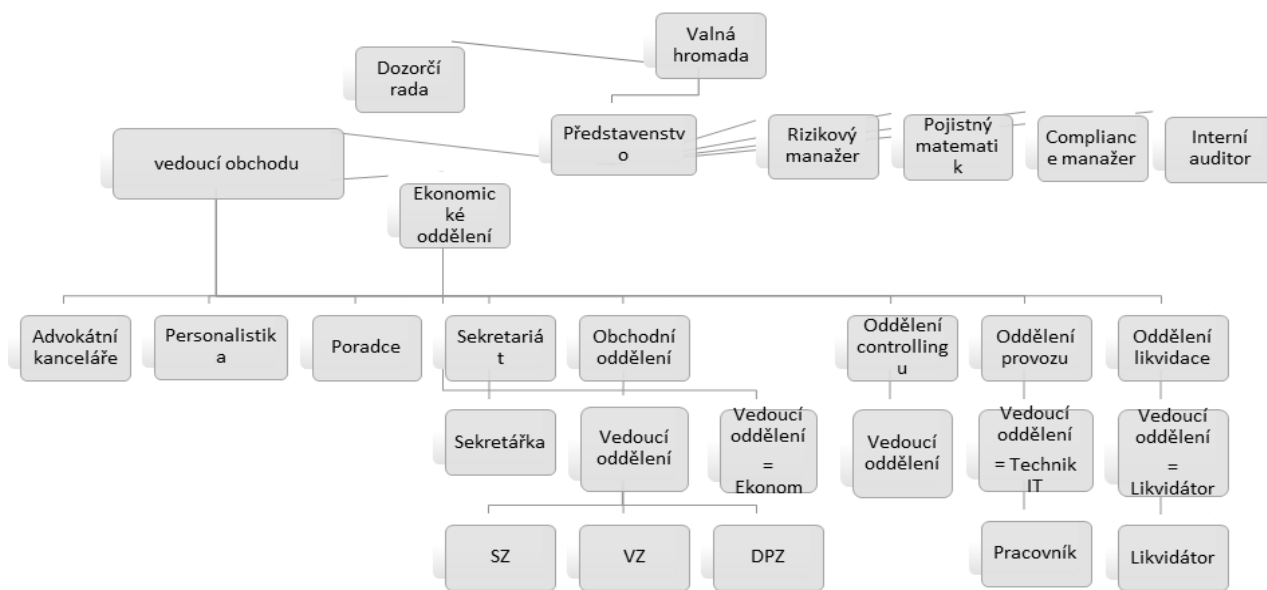 Valná
hromada
Dozorčí
rada
Představenstv
o
Rizikový
manažer
Pojistný
matemati
k
Complianc
e manažer
Interní
auditor
vedoucí obchodu
Ekonomic
ké
oddělení
Advokátní
kanceláře
Personalistik
a
Poradce
Sekretariá
t
Obchodní
oddělení
Oddělení
controlling
u
Oddělení
provozu
Oddělení
likvidace
Sekretářka
Vedoucí
oddělení
Vedoucí
oddělení
=
Ekonom
Vedoucí
oddělení
Vedoucí
oddělení
= Technik
IT
Vedoucí
oddělení
=
Likvidátor
SZ
VZ
DPZ
Pracovník
Likvidátor